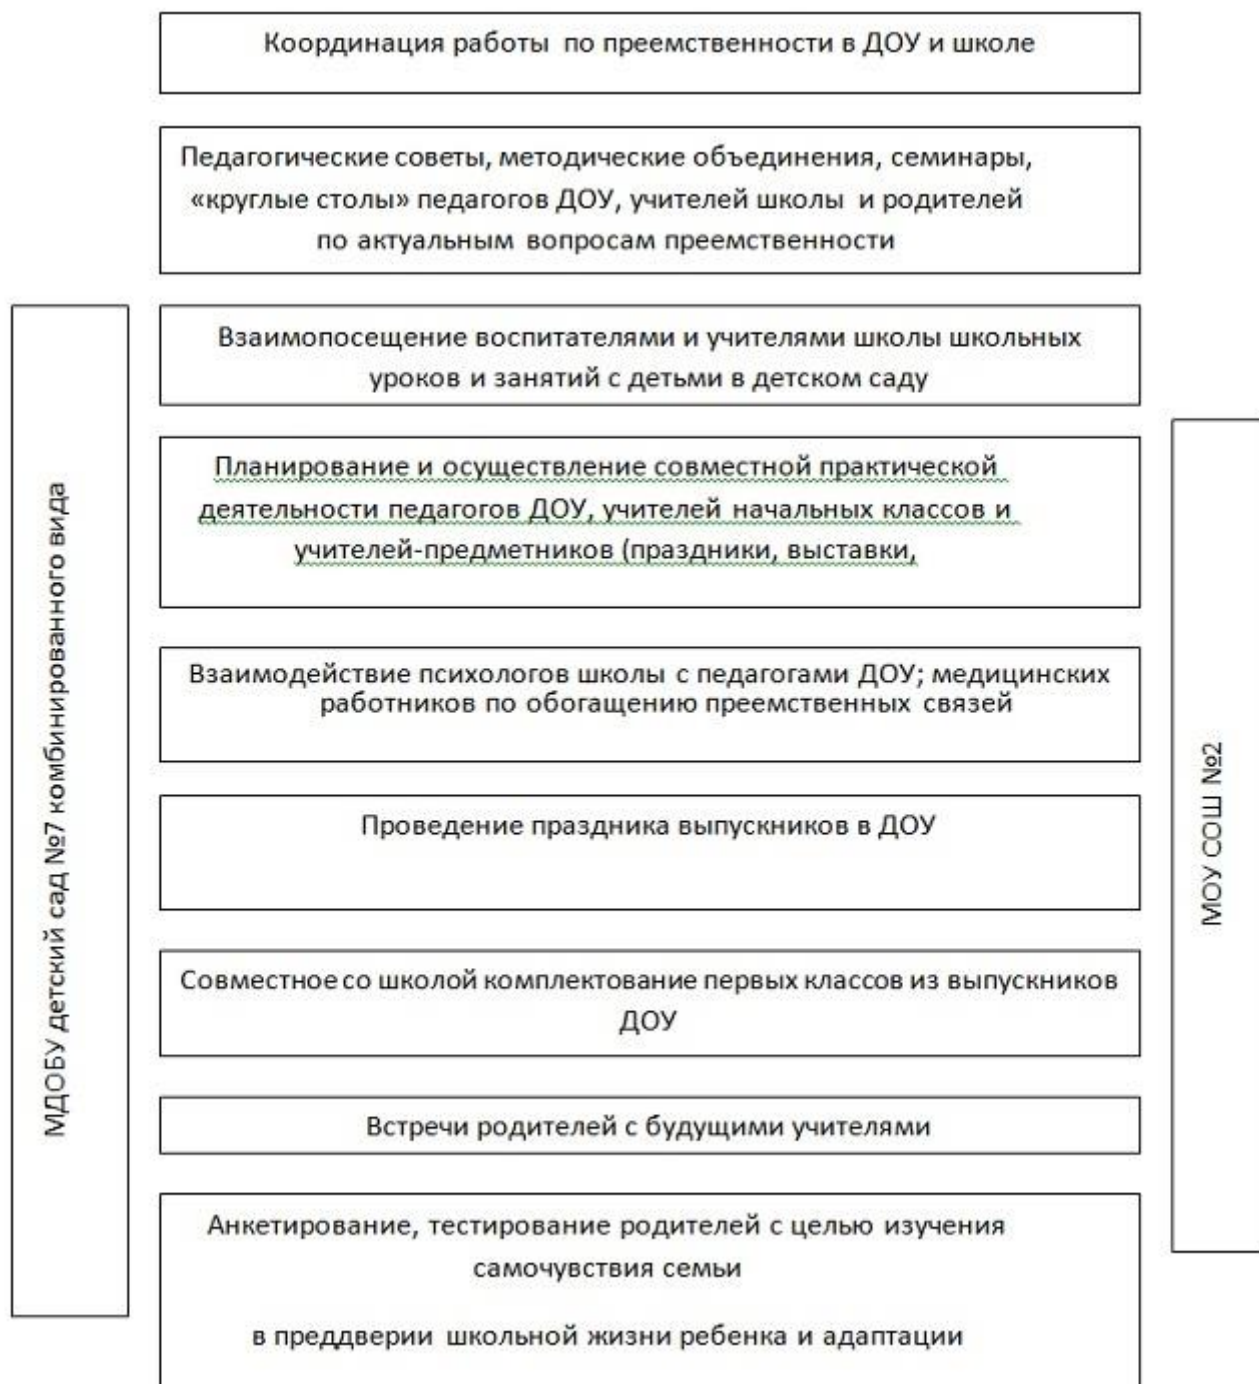 Координация работы по преемственности в ДОУ и школе
Педагогические советы, методические объединения, семинары,
«круглые столы» педагогов ДОУ, учителей школы и родителей
по актуальным вопросам преемственности
Взаимопосещение воспитателями и учителями школы школьных
уроков и занятий с детьми в детском саду
Планирование и осуществление совместной практической
деятельности педагогов ДОУ, учителей начальных классов и
учителей-предметников (праздники, выставки,
Взаимодействие психологов школы с педагогами ДОУ; медицинских
работников по обогащению преемственных связей
Проведение праздника выпускников в ДОУ
Совместное со школой комплектование первых классов из выпускников
ДОУ
Встречи родителей с будущими учителями
Анкетирование, тестирование родителей с целью изучения
самочувствия семьи
в преддверии школьной жизни ребенка и адаптации
МДОБУ детский сад №7 комбинированного вида
МОУ СОШ №2